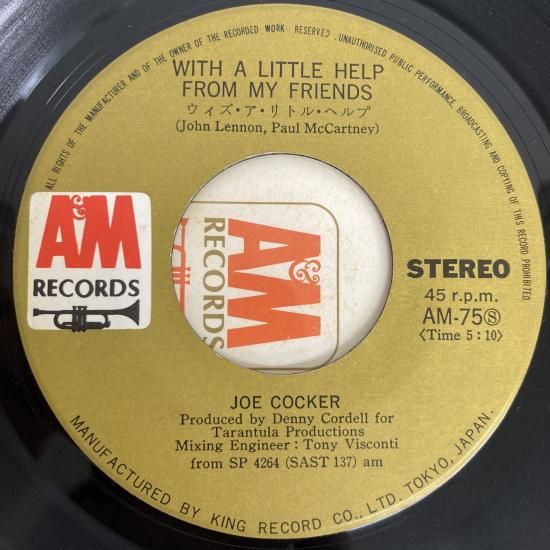 ALL RIGHTS OF THE MANUFACTURER AND OF THE OWNER OF THE RECORDED WORK RESERVED. UNAUTHORISED PUBLIC PERFORMANCE, BROADCASTING AND COPYING OF THIS RECORD PROHIBITED.
WITH A LITTLE HELP
FROM MY FRIENDS
ウィズ・ア・リトル・ヘルプ
(John Lennon, Paul McCartney)
A&M
RECORDS
A&M
RECORDS
STEREO
45 r.p.m.
AM-75Ⓢ
〈Time 5:10〉
JOE COCKER
Produced by Denny Cordell for
Tarantula Productions
Mixing Engineer: Tony Visconti
from SP 4264 (SAST 137) am
MANUFACTURED BY KING RECORD CO., LTD. TOKYO, JAPAN.